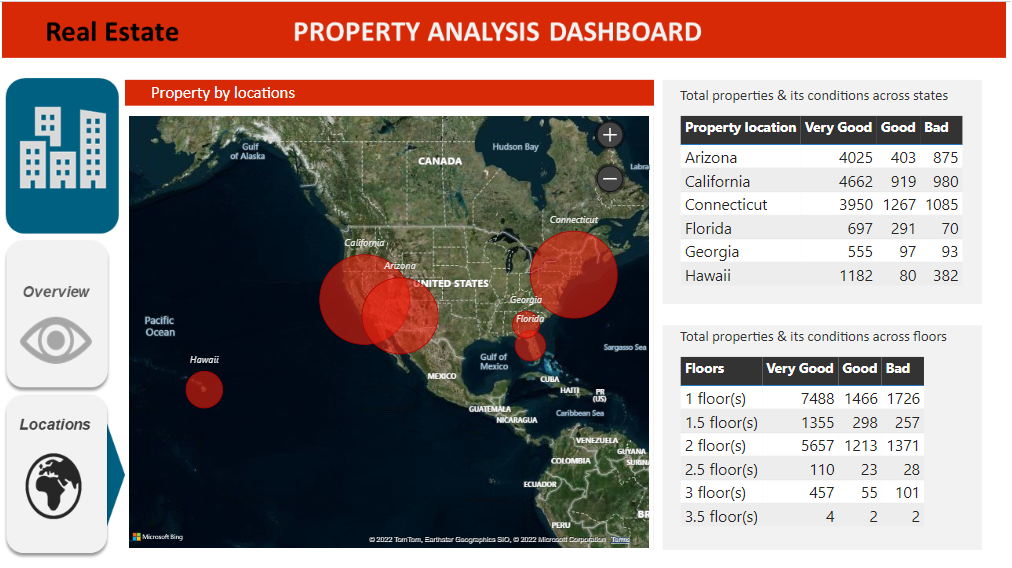 Real Estate
PROPERTY ANALYSIS DASHBOARD
Overview
Locations
Property by locations
Gulf
of Alaska
CANADA
Hudson Bay
Labra
Connecticut
California
Arizona
UNITED STATES
Georgia
Florida
Pacific
Ocean
Hawaii
Gulf of
Mexico
Sargasso Sea
MEXICO
CUBA
HAITI
PR
(US)
GUATEMALA
Caribbean Sea
NICARAGUA
VENEZUELA
GUYANA
COLOMBIA
SURIN
ECUADOR
BR
PERU
Microsoft Bing
© 2022 TomTom, Earthstar Geographics SIO, © 2022 Microsoft Corporation Terms
Total properties & its conditions across states
Property location Very Good Good Bad
Arizona 4025 403 875
California 4662 919 980
Connecticut 3950 1267 1085
Florida 697 291 70
Georgia 555 97 93
Hawaii 1182 80 382
Total properties & its conditions across floors
Floors Very Good Good Bad
1 floor(s) 7488 1466 1726
1.5 floor(s) 1355 298 257
2 floor(s) 5657 1213 1371
2.5 floor(s) 110 23 28
3 floor(s) 457 55 101
3.5 floor(s) 4 2 2